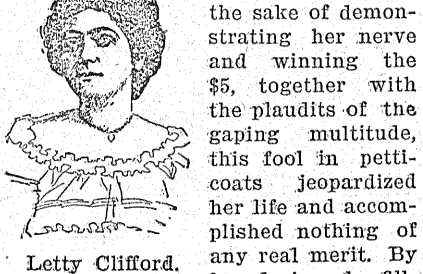 the sake of demon-
strating her nerve
and winning the
$5, together with
the plaudits of the
gaping multitude,
this fool in petti-
coats jeopardized
her life and accom-
plished nothing of
any real merit. By
Letty Clifford.